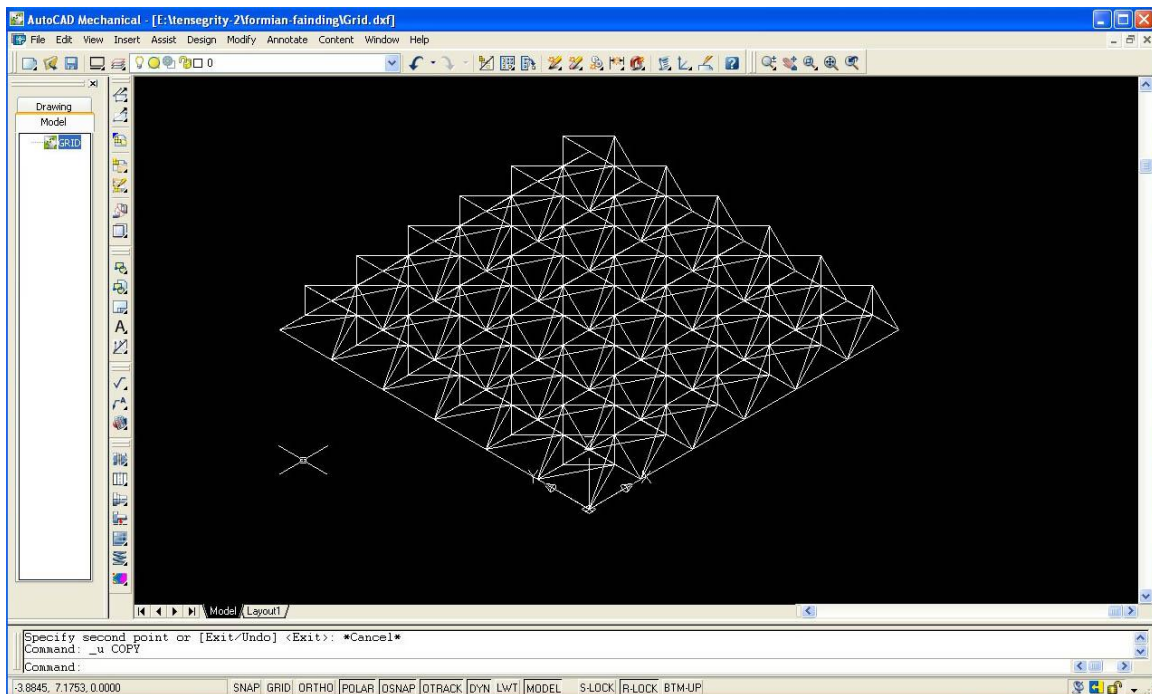 AutoCAD Mechanical - [E:\tensegrity-2\formian-fainding\Grid.dxf]
File Edit View Insert Assist Design Modify Annotate Content Window Help
0
Drawing
Model
GRID
X
Model Layout1
Specify second point or [Exit/Undo] <Exit>: *Cancel*
Command: _u COPY
Command:
-3.8845, 7.1753, 0.0000 SNAP GRID ORTHO POLAR OSNAP OTRACK DYN LWT MODEL S-LOCK R-LOCK BTM-UP